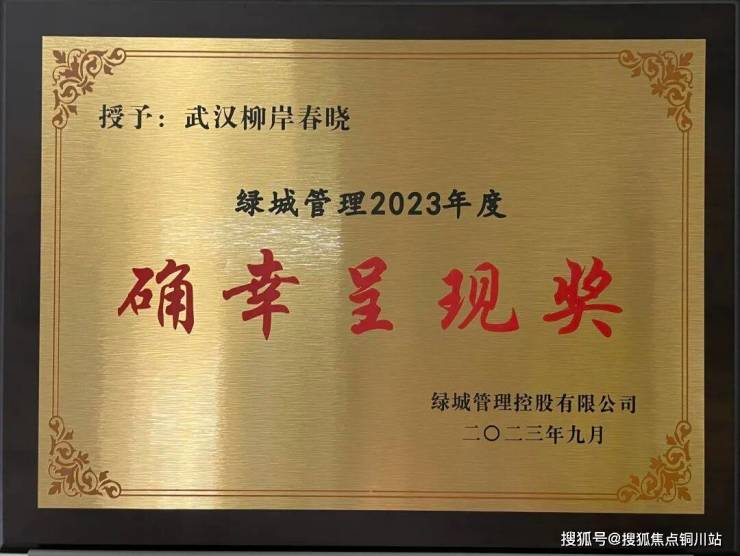 授予：武汉柳岸春晓
绿城管理2023年度
确幸呈现奖
绿城管理控股有限公司
二〇二三年九月
搜狐号@搜狐焦点铜川站